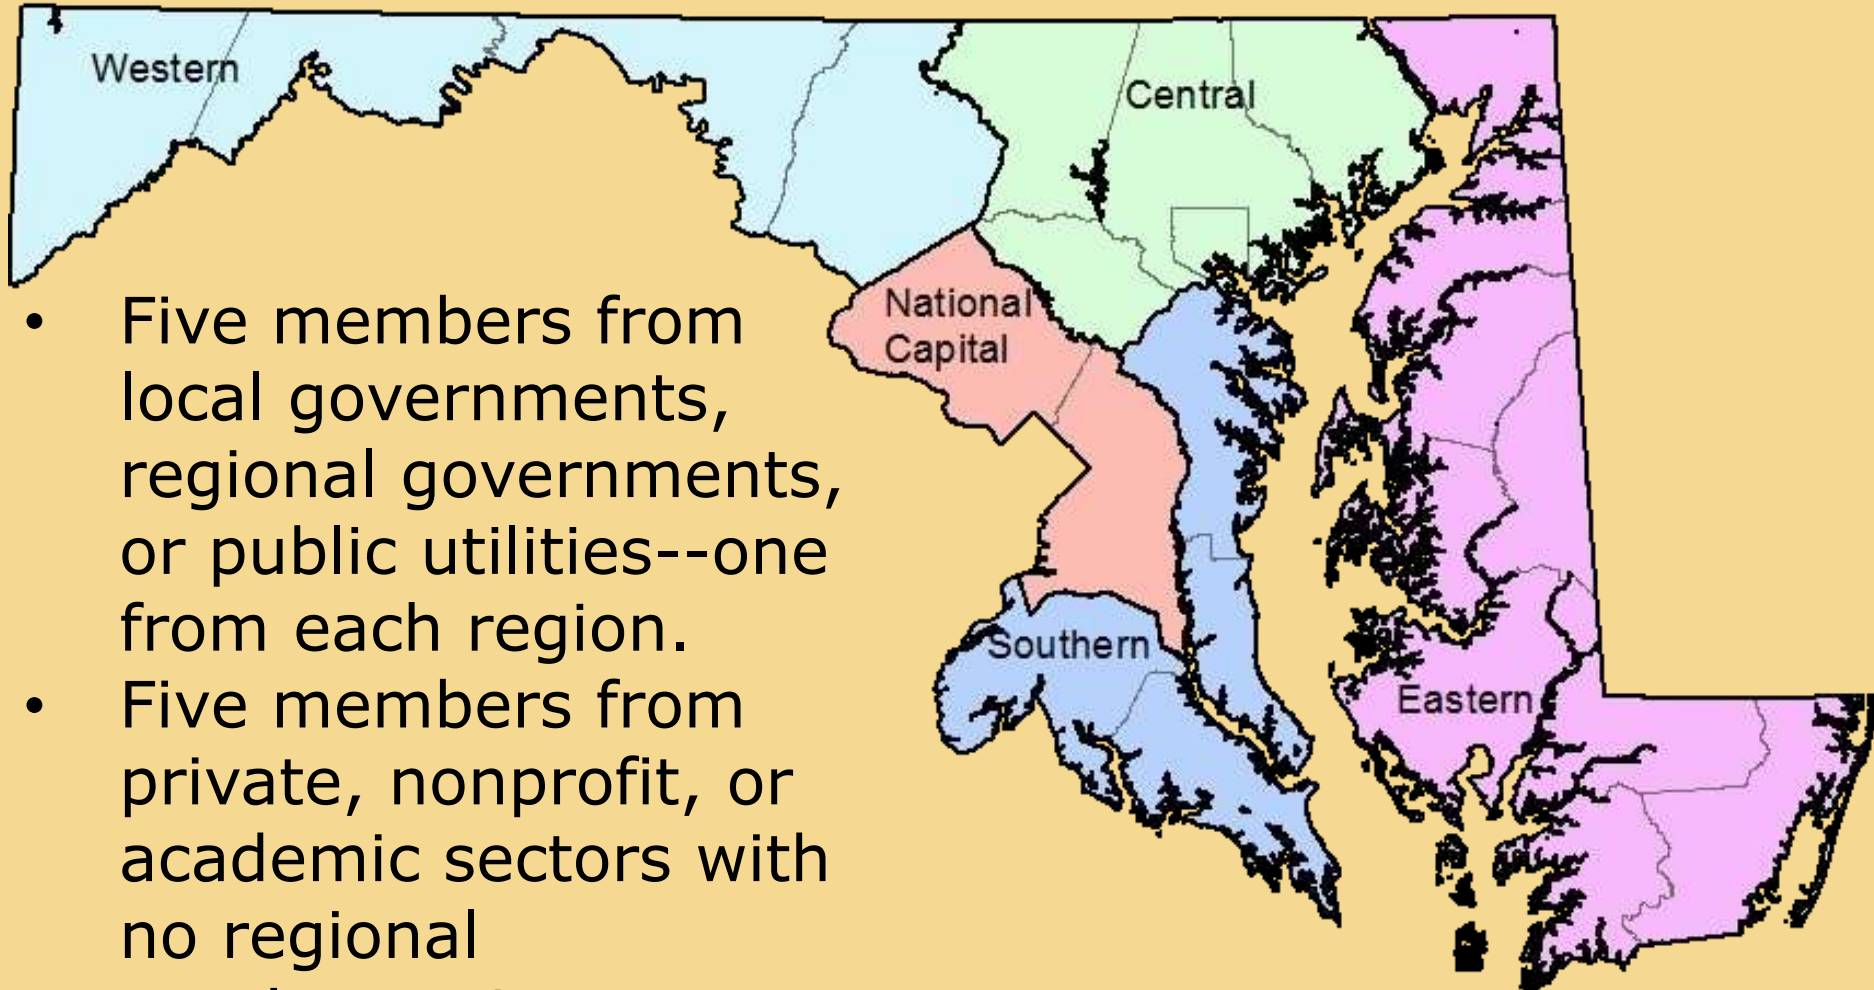 Western
Central
National
Capital
Southern
Eastern
• Five members from
local governments,
regional governments,
or public utilities--one
from each region.
• Five members from
private, nonprofit, or
academic sectors with
no regional